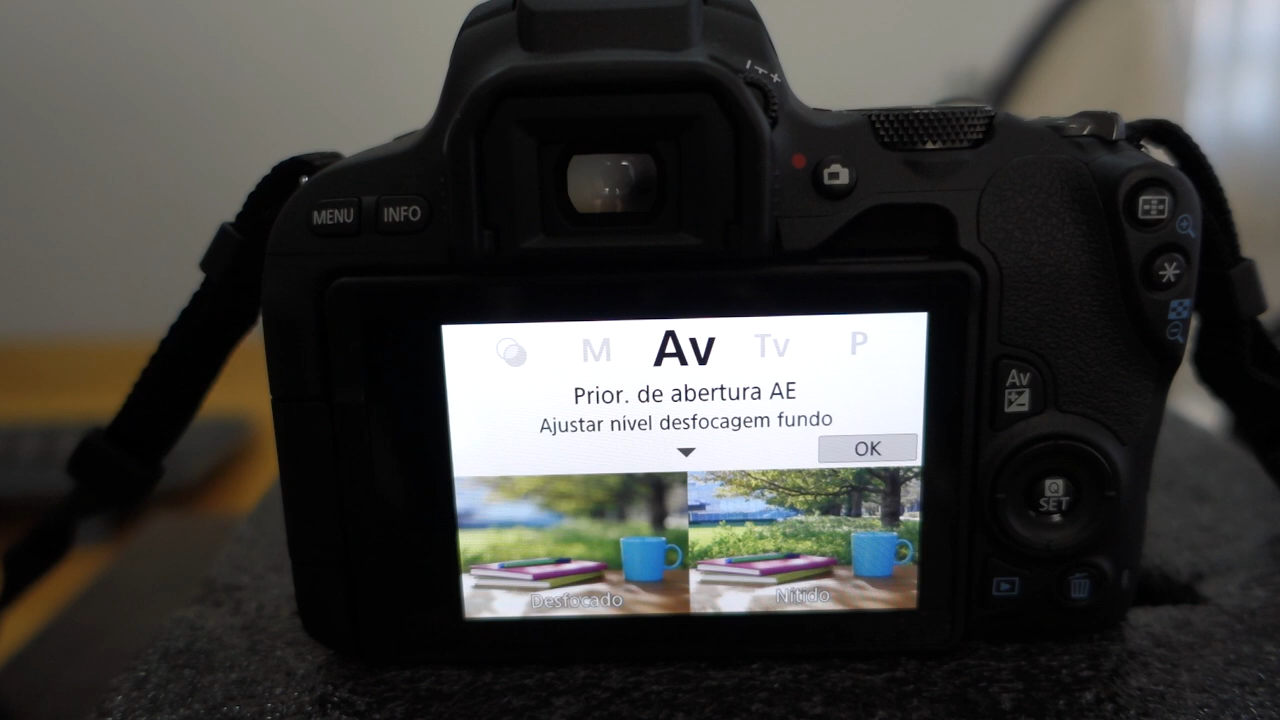 MENU
INFO
M Av Tv P
Prior. de abertura AE
Ajustar nível desfocagem fundo
OK
Desfocado
Nítido
Av
Q
SET